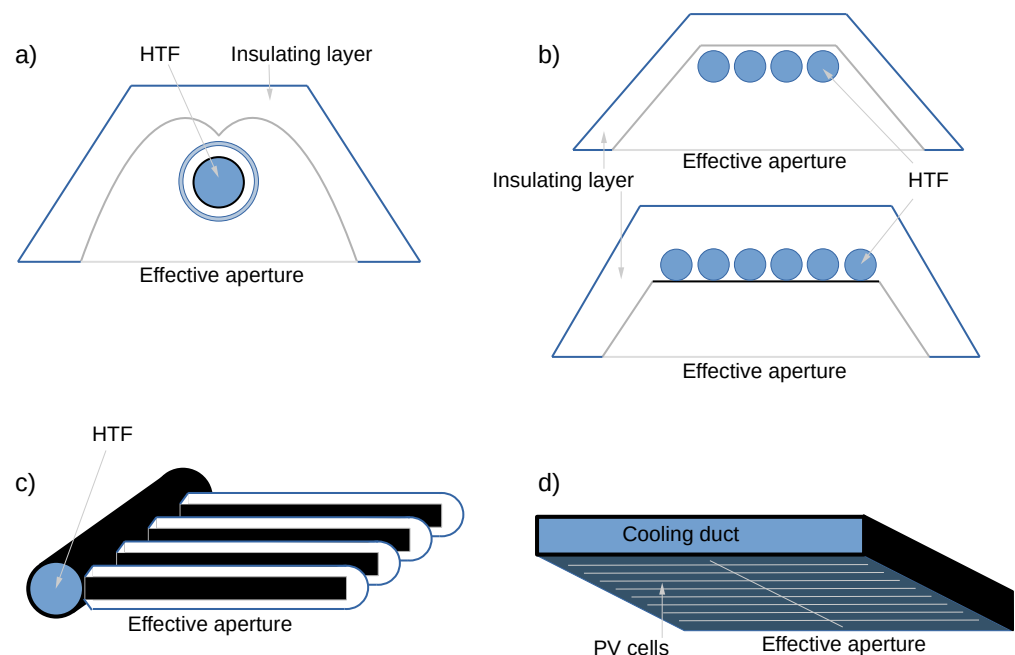 a)
HTF
Insulating layer
Effective aperture
b)
Effective aperture
Insulating layer
HTF
Effective aperture
c)
HTF
Effective aperture
d)
Cooling duct
PV cells
Effective aperture